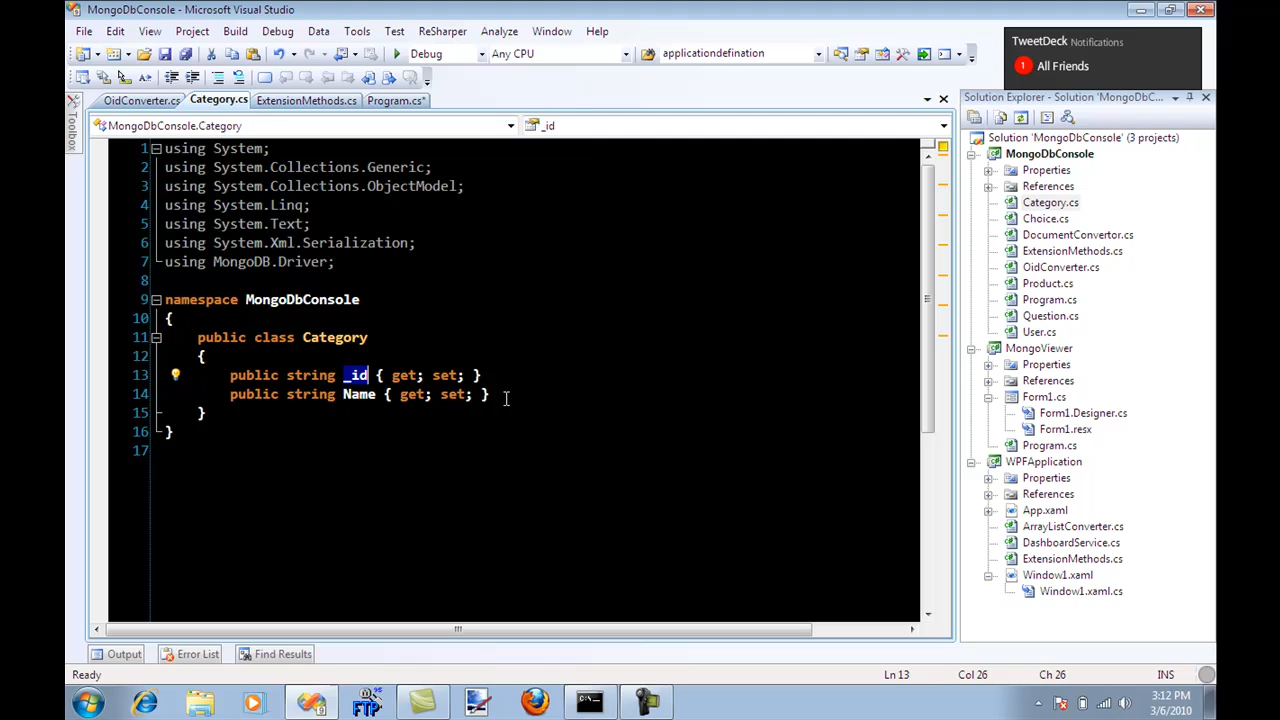 MongoDbConsole - Microsoft Visual Studio
File Edit View Project Build Debug Data Tools Test ReSharper Analyze Window Help
Debug Any CPU applicationdefination
TweetDeck Notifications
1 All Friends
OidConverter.cs Category.cs ExtensionMethods.cs Program.cs*
MongoDbConsole.Category _id
Toolbox
1 using System;
2 using System.Collections.Generic;
3 using System.Collections.ObjectModel;
4 using System.Linq;
5 using System.Text;
6 using System.Xml.Serialization;
7 using MongoDB.Driver;
8
9 namespace MongoDbConsole
10 {
11 public class Category
12 {
13 public string _id { get; set; }
14 public string Name { get; set; }
15 }
16 }
17
Solution Explorer - Solution 'MongoDbC...
Solution 'MongoDbConsole' (3 projects)
MongoDbConsole
Properties
References
Category.cs
Choice.cs
DocumentConvertor.cs
ExtensionMethods.cs
OidConverter.cs
Product.cs
Program.cs
Question.cs
User.cs
MongoViewer
Properties
References
Form1.cs
Form1.Designer.cs
Form1.resx
Program.cs
WPFApplication
Properties
References
App.xaml
ArrayListConverter.cs
DashboardService.cs
ExtensionMethods.cs
Window1.xaml
Window1.xaml.cs
Output Error List Find Results
Ready Ln 13 Col 26 Ch 26 INS
FTP
3:12 PM
3/6/2010